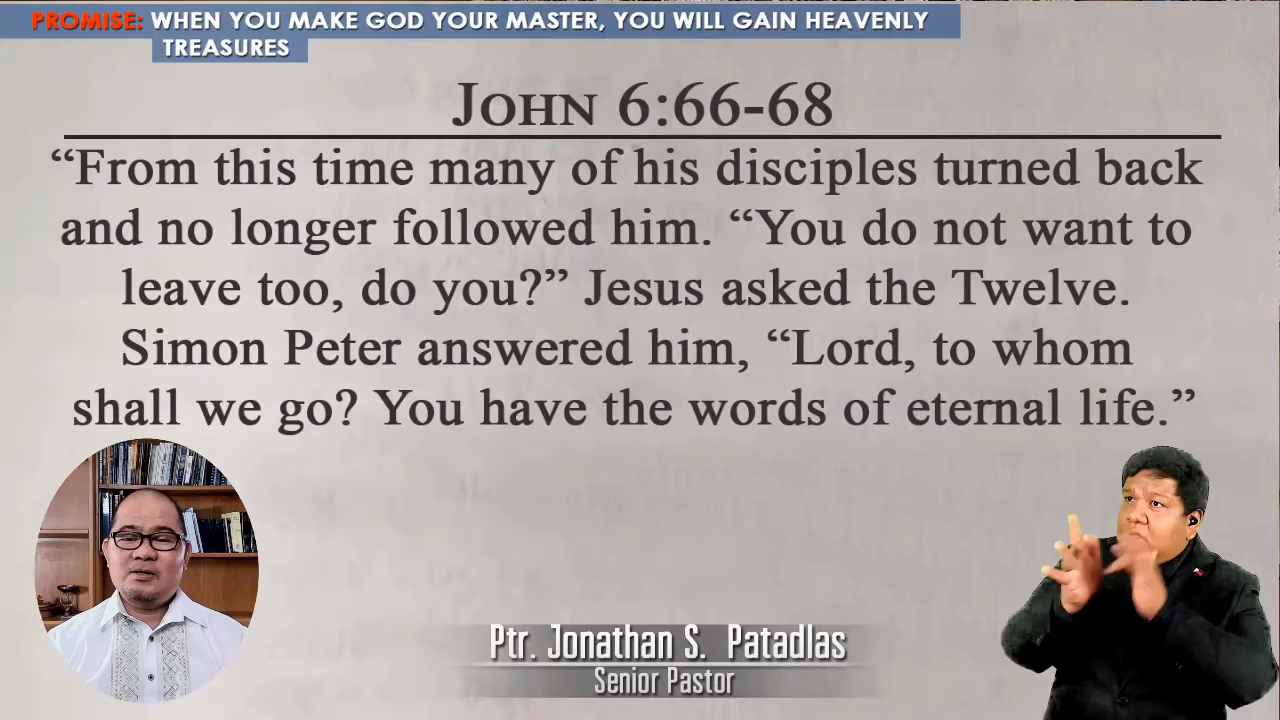 PROMISE: WHEN YOU MAKE GOD YOUR MASTER, YOU WILL GAIN HEAVENLY
TREASURES
JOHN 6:66-68
“From this time many of his disciples turned back
and no longer followed him. “You do not want to
leave too, do you?” Jesus asked the Twelve.
Simon Peter answered him, “Lord, to whom
shall we go? You have the words of eternal life.”
Ptr. Jonathan S. Patadlas
Senior Pastor